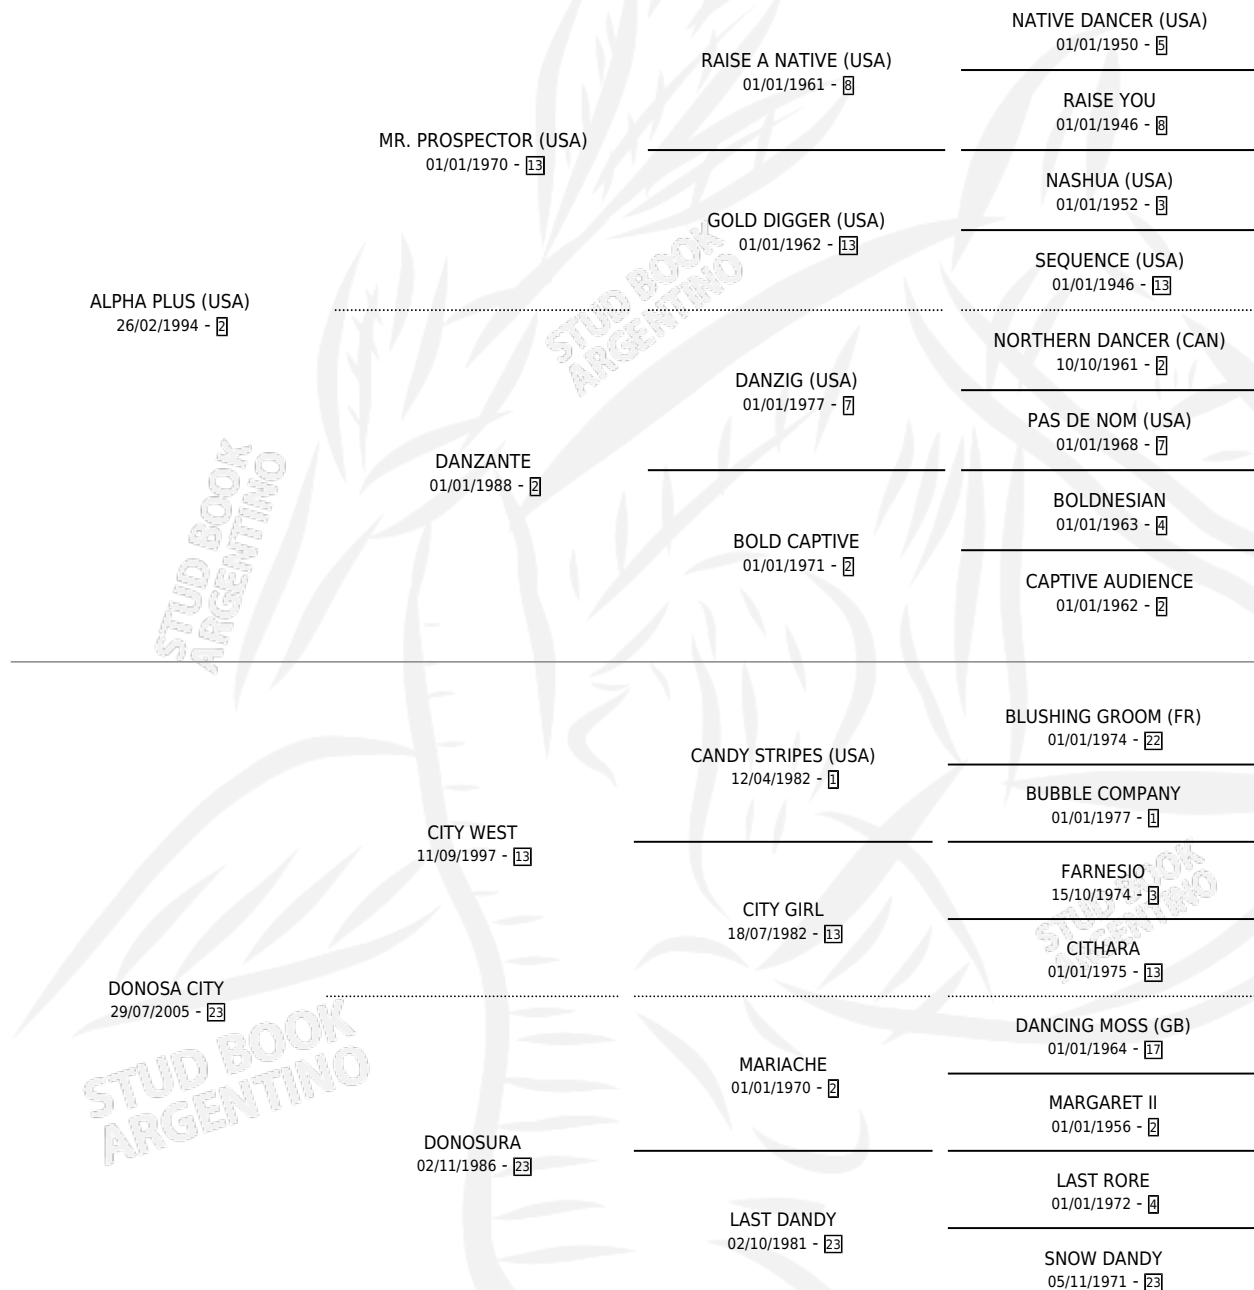 NATIVE DANCER (USA)
01/01/1950 - 5
RAISE A NATIVE (USA)
01/01/1961 - 8
RAISE YOU
01/01/1946 - 8
MR. PROSPECTOR (USA)
01/01/1970 - 13
NASHUA (USA)
01/01/1952 - 3
GOLD DIGGER (USA)
01/01/1962 - 13
SEQUENCE (USA)
01/01/1946 - 13
ALPHA PLUS (USA)
26/02/1994 - 2
STUD BOOK
ARGENTINO
NORTHERN DANCER (CAN)
10/10/1961 - 2
DANZIG (USA)
01/01/1977 - 7
PAS DE NOM (USA)
01/01/1968 - 7
DANZANTE
01/01/1988 - 2
BOLDNESIAN
01/01/1963 - 4
BOLD CAPTIVE
01/01/1971 - 2
CAPTIVE AUDIENCE
01/01/1962 - 2
STUD BOOK
ARGENTINO
BLUSHING GROOM (FR)
01/01/1974 - 22
CANDY STRIPES (USA)
12/04/1982 - 1
BUBBLE COMPANY
01/01/1977 - 1
CITY WEST
11/09/1997 - 13
FARNESIO
15/10/1974 - 3
CITY GIRL
18/07/1982 - 13
CITHARA
01/01/1975 - 13
STUD BOOK
ARGENTINO
DONOSA CITY
29/07/2005 - 23
DANCING MOSS (GB)
01/01/1964 - 17
MARIACHE
01/01/1970 - 2
MARGARET II
01/01/1956 - 2
STUD BOOK
ARGENTINO
DONOSURA
02/11/1986 - 23
LAST RORE
01/01/1972 - 4
LAST DANDY
02/10/1981 - 23
SNOW DANDY
05/11/1971 - 23